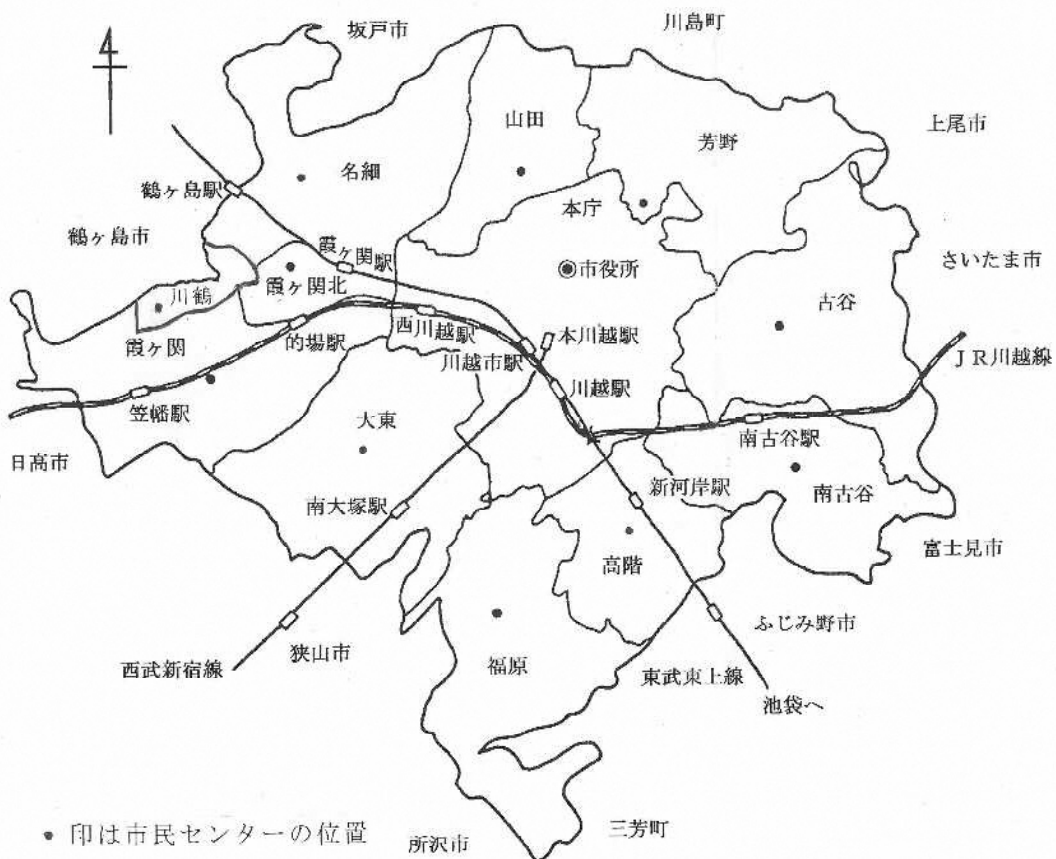 坂戸市
川島町
上尾市
山田
芳野
名細
鶴ヶ島駅
本庁
鶴ヶ島市
霞ヶ関駅
さいたま市
市役所
霞ヶ関北
川鶴
古谷
西川越駅
本川越駅
霞ヶ関
的場駅
川越市駅
JR川越線
川越駅
笠幡駅
大東
南古谷駅
日高市
新河岸駅
南古谷
南大塚駅
富士見市
高階
ふじみ野市
西武新宿線
狭山市
福原
東武東上線
池袋へ
• 印は市民センターの位置
所沢市
三芳町